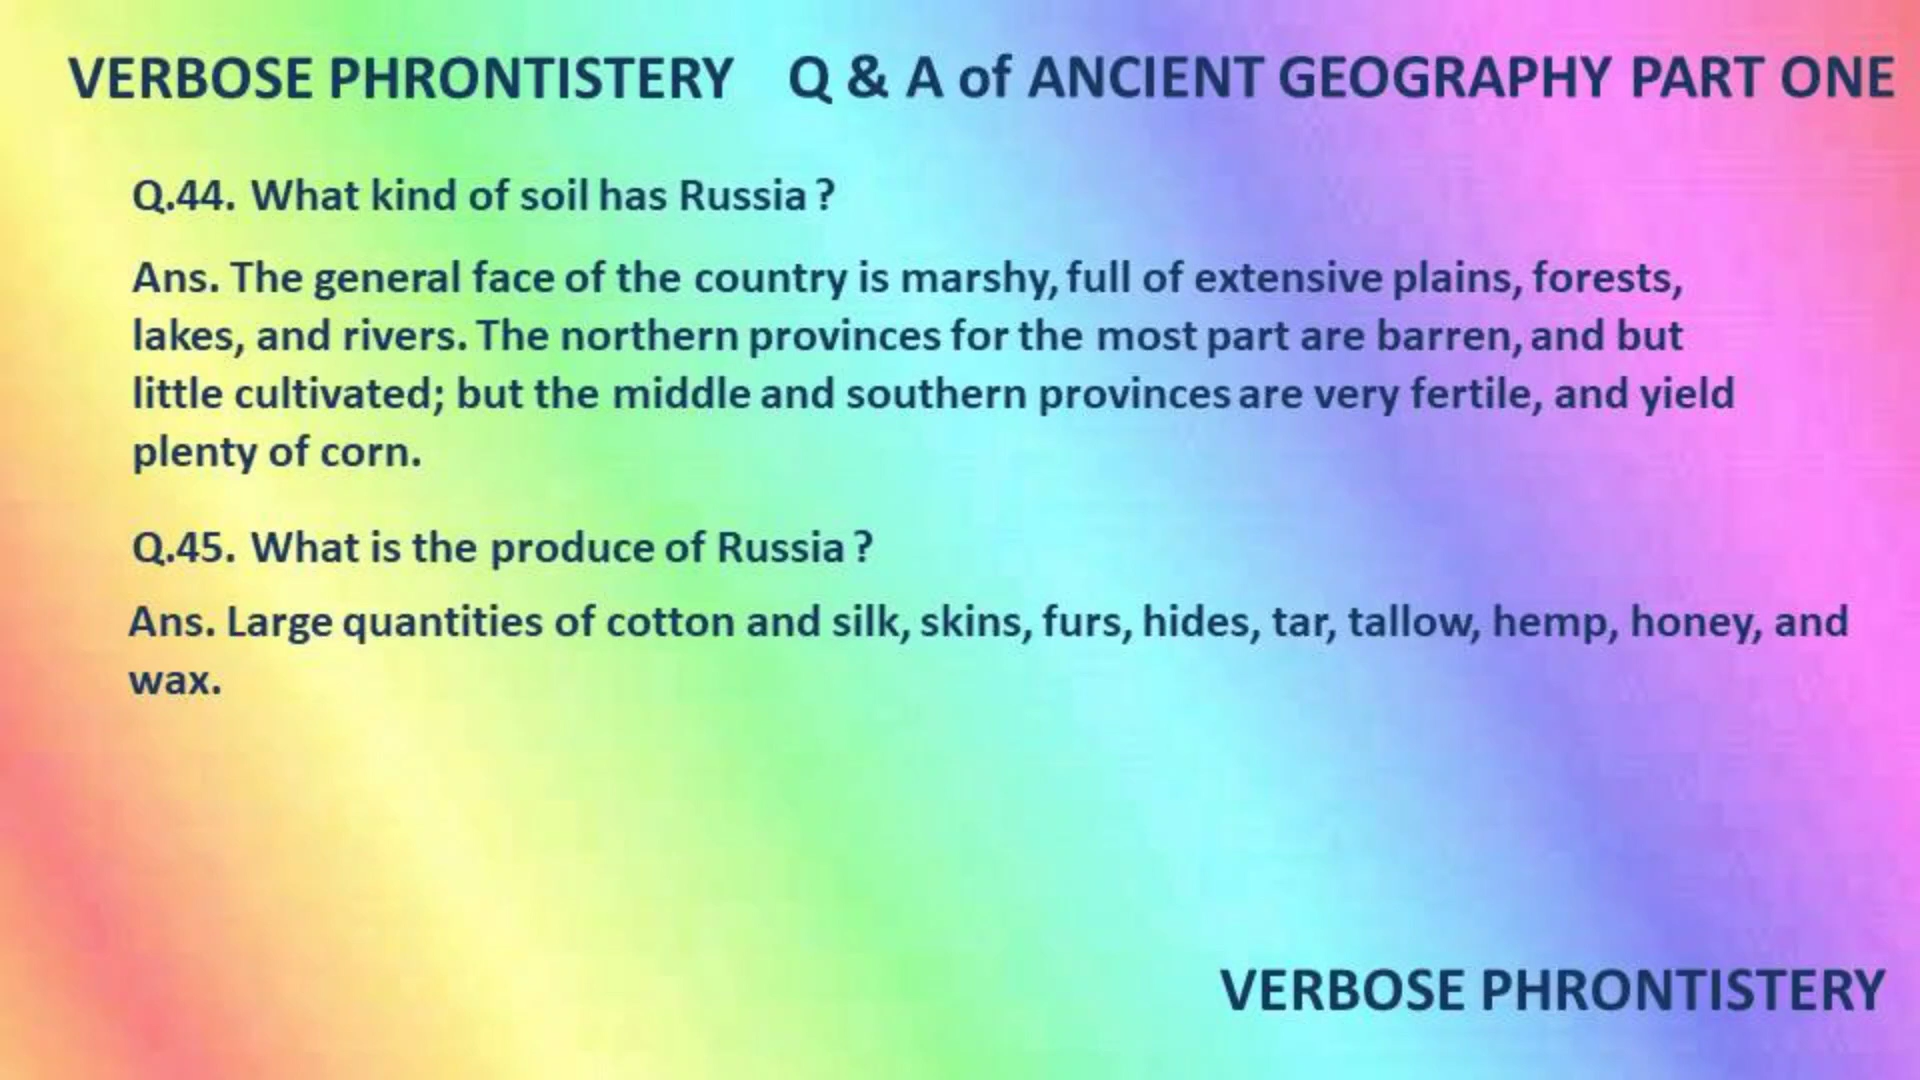 VERBOSE PHRONTISTERY Q & A of ANCIENT GEOGRAPHY PART ONE
Q.44. What kind of soil has Russia ?
Ans. The general face of the country is marshy, full of extensive plains, forests,
lakes, and rivers. The northern provinces for the most part are barren, and but
little cultivated; but the middle and southern provinces are very fertile, and yield
plenty of corn.
Q.45. What is the produce of Russia ?
Ans. Large quantities of cotton and silk, skins, furs, hides, tar, tallow, hemp, honey, and
wax.
VERBOSE PHRONTISTERY